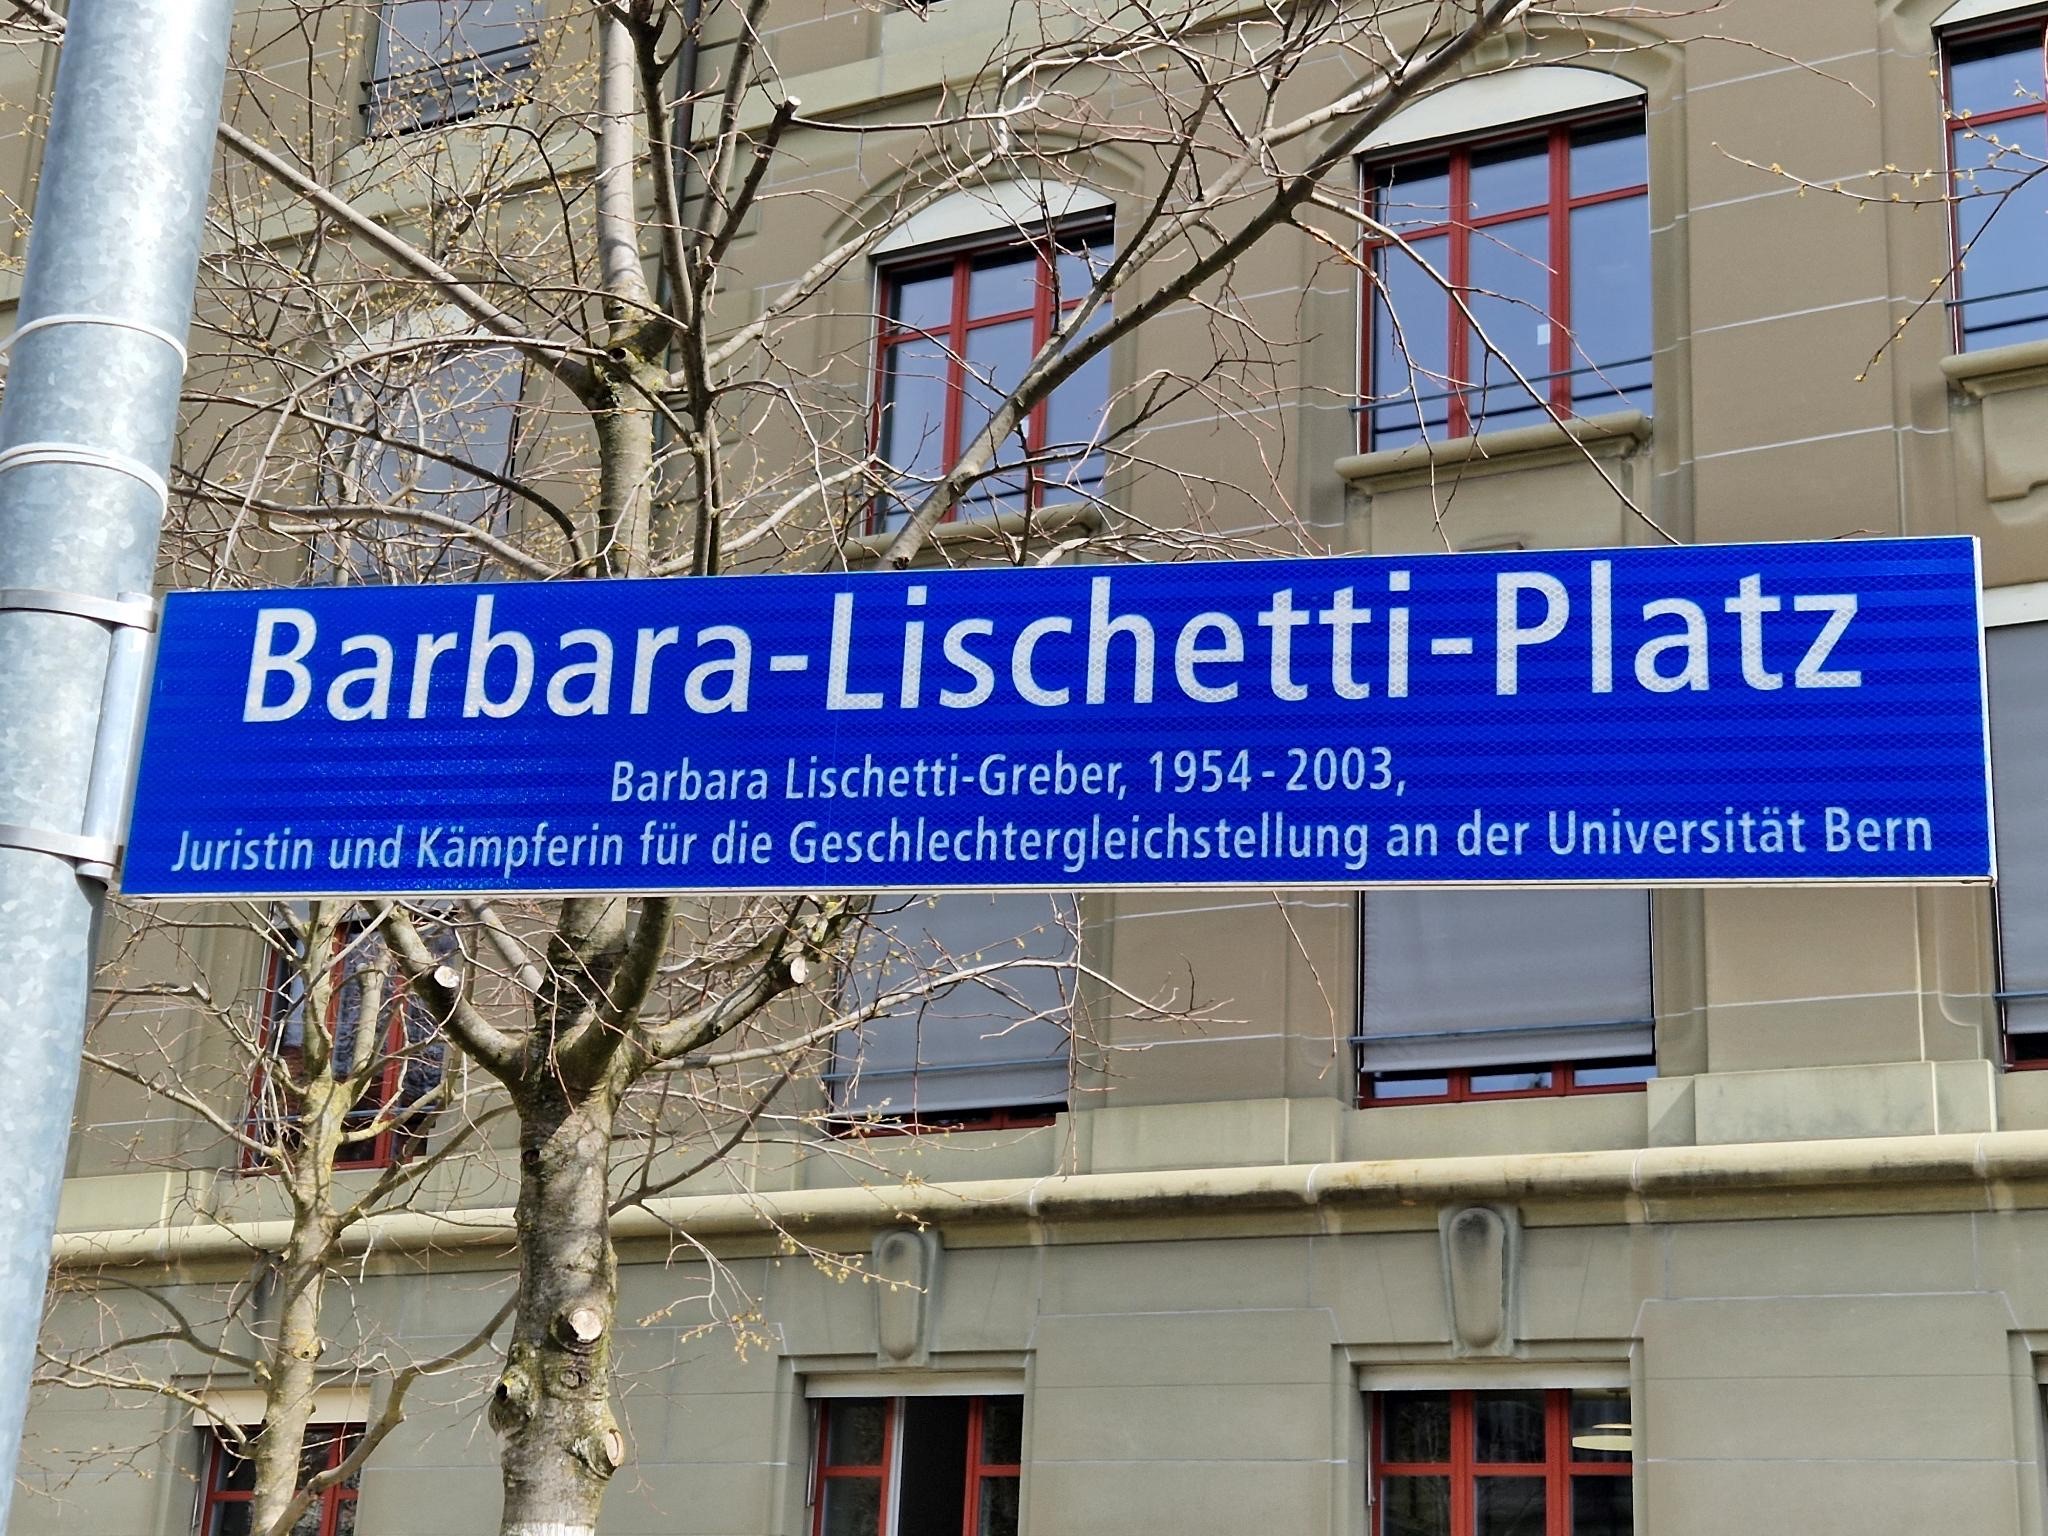 Barbara-Lischetti-Platz
Barbara Lischetti-Greber, 1954 - 2003,
Juristin und Kämpferin für die Geschlechtergleichstellung an der Universität Bern